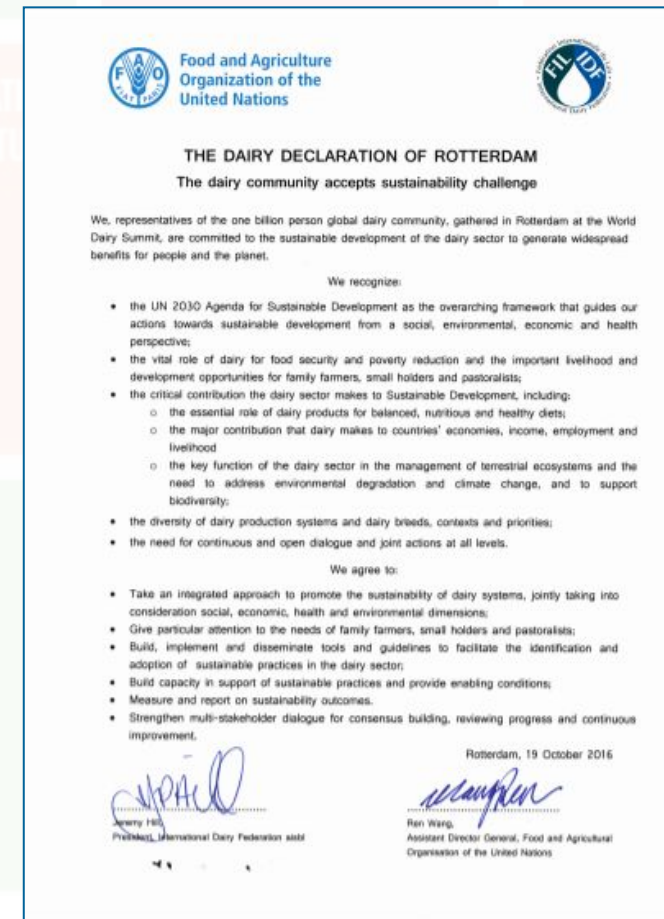 Food and Agriculture
Organization of the
United Nations
FAO
FIAT PANIS
Fédération Internationale du Lait
FIL IDF
International Dairy Federation
THE DAIRY DECLARATION OF ROTTERDAM
The dairy community accepts sustainability challenge
We, representatives of the one billion person global dairy community, gathered in Rotterdam at the World
Dairy Summit, are committed to the sustainable development of the dairy sector to generate widespread
benefits for people and the planet.
We recognize:
• the UN 2030 Agenda for Sustainable Development as the overarching framework that guides our
actions towards sustainable development from a social, environmental, economic and health
perspective;
• the vital role of dairy for food security and poverty reduction and the important livelihood and
development opportunities for family farmers, small holders and pastoralists;
• the critical contribution the dairy sector makes to Sustainable Development, including:
o the essential role of dairy products for balanced, nutritious and healthy diets;
o the major contribution that dairy makes to countries' economies, income, employment and
livelihood
o the key function of the dairy sector in the management of terrestrial ecosystems and the
need to address environmental degradation and climate change, and to support
biodiversity;
• the diversity of dairy production systems and dairy breeds, contexts and priorities;
• the need for continuous and open dialogue and joint actions at all levels.
We agree to:
• Take an integrated approach to promote the sustainability of dairy systems, jointly taking into
consideration social, economic, health and environmental dimensions;
• Give particular attention to the needs of family farmers, small holders and pastoralists;
• Build, implement and disseminate tools and guidelines to facilitate the identification and
adoption of sustainable practices in the dairy sector;
• Build capacity in support of sustainable practices and provide enabling conditions;
• Measure and report on sustainability outcomes.
• Strengthen multi-stakeholder dialogue for consensus building, reviewing progress and continuous
improvement.
Rotterdam, 19 October 2016
Jeremy Hill,
President, International Dairy Federation aisbl
Ren Wang,
Assistant Director General, Food and Agricultural
Organisation of the United Nations